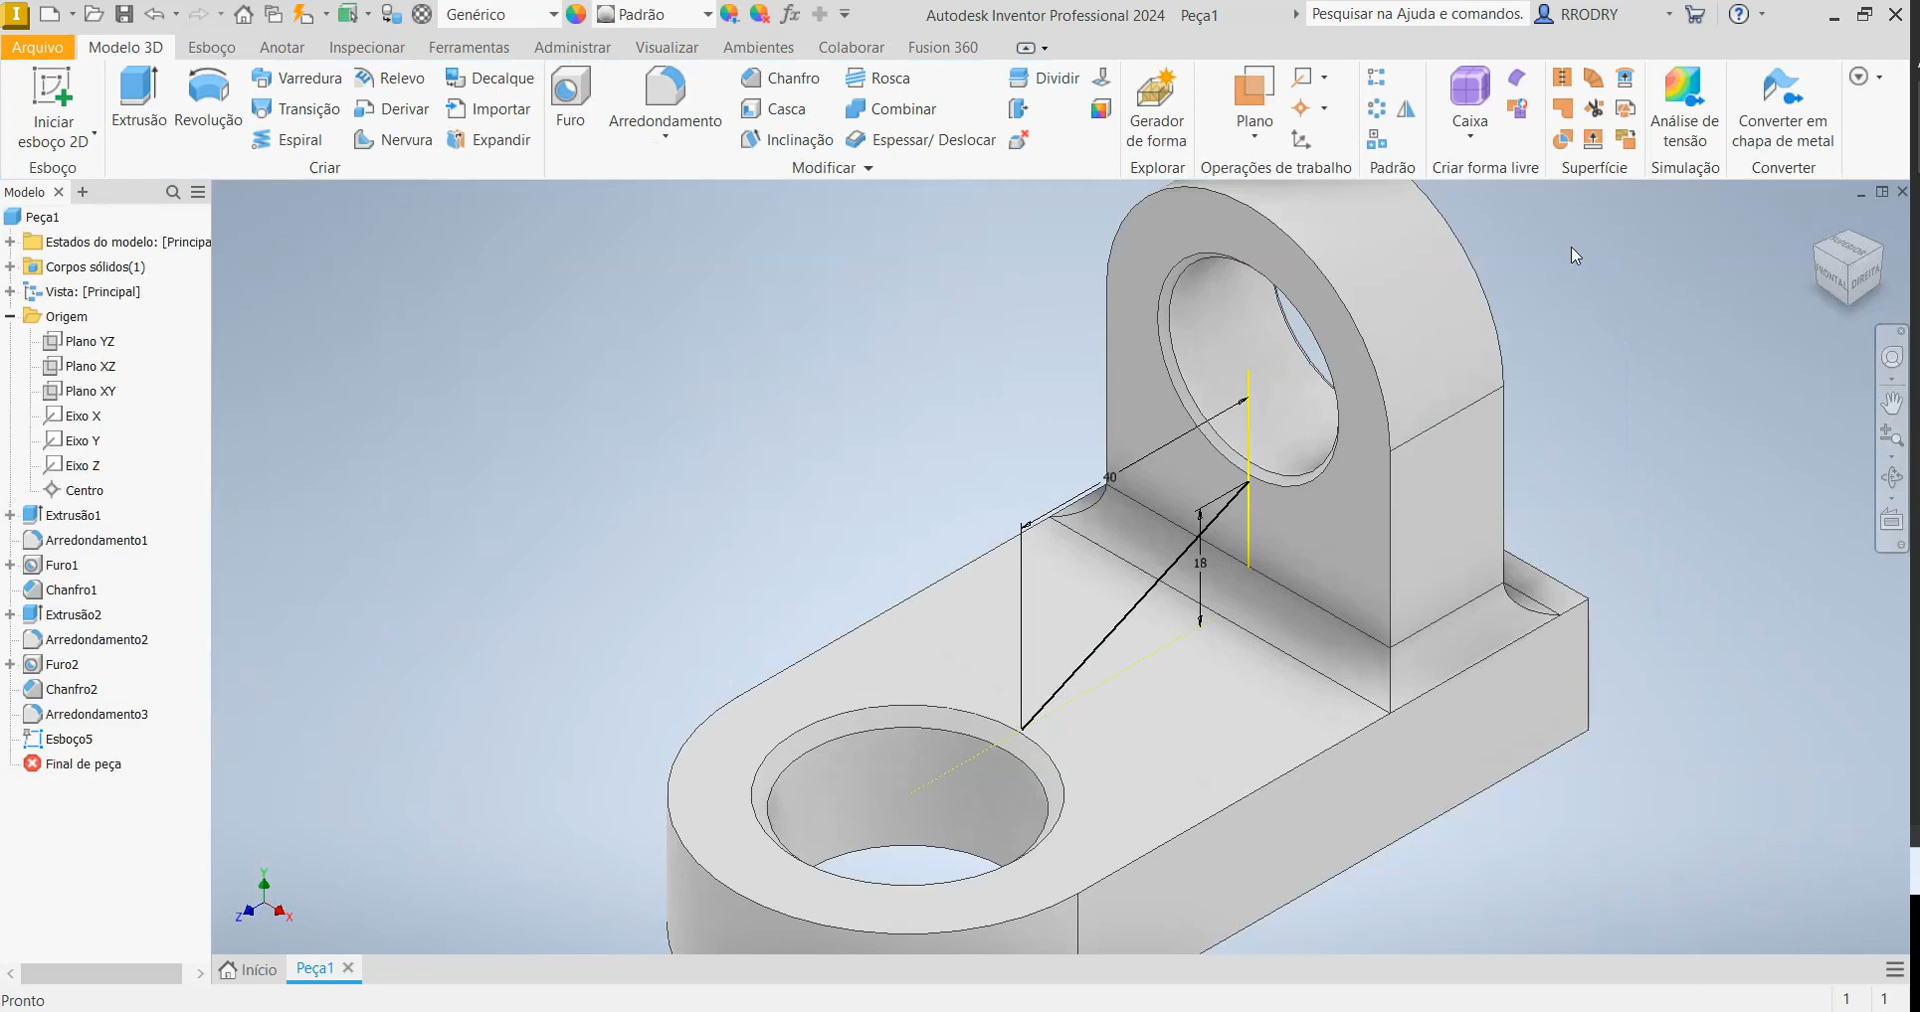 Genérico
Padrão
Autodesk Inventor Professional 2024 Peça1
Pesquisar na Ajuda e comandos.
RRODRY
Arquivo
Modelo 3D
Esboço
Anotar
Inspecionar
Ferramentas
Administrar
Visualizar
Ambientes
Colaborar
Fusion 360
Iniciar
esboço 2D
Extrusão
Revolução
Varredura
Transição
Espiral
Relevo
Derivar
Nervura
Decalque
Importar
Expandir
Furo
Arredondamento
Chanfro
Casca
Inclinação
Rosca
Combinar
Espessar/ Deslocar
Dividir
Gerador
de forma
Plano
Caixa
Análise de
tensão
Converter em
chapa de metal
Esboço
Criar
Modificar
Explorar
Operações de trabalho
Padrão
Criar forma livre
Superfície
Simulação
Converter
Modelo
Peça1
Estados do modelo: [Principa
Corpos sólidos(1)
Vista: [Principal]
Origem
Plano YZ
Plano XZ
Plano XY
Eixo X
Eixo Y
Eixo Z
Centro
Extrusão1
Arredondamento1
Furo1
Chanfro1
Extrusão2
Arredondamento2
Furo2
Chanfro2
Arredondamento3
Esboço5
Final de peça
SUPERIOR
FRONTAL
DIREITA
40
18
Y
Z
X
Início
Peça1
Pronto
1
1